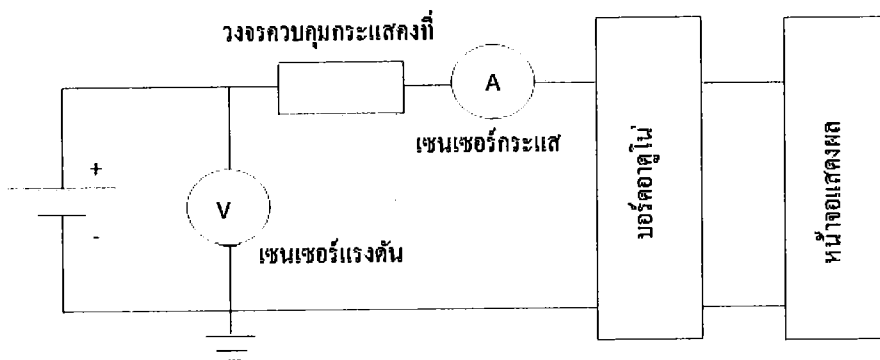 วงจรควบคุมกระแสคงที่
A
เซนเซอร์กระแส
+
V
-
เซนเซอร์แรงดัน
บอร์ดอาดูโน่
หน้าจอแสดงผล